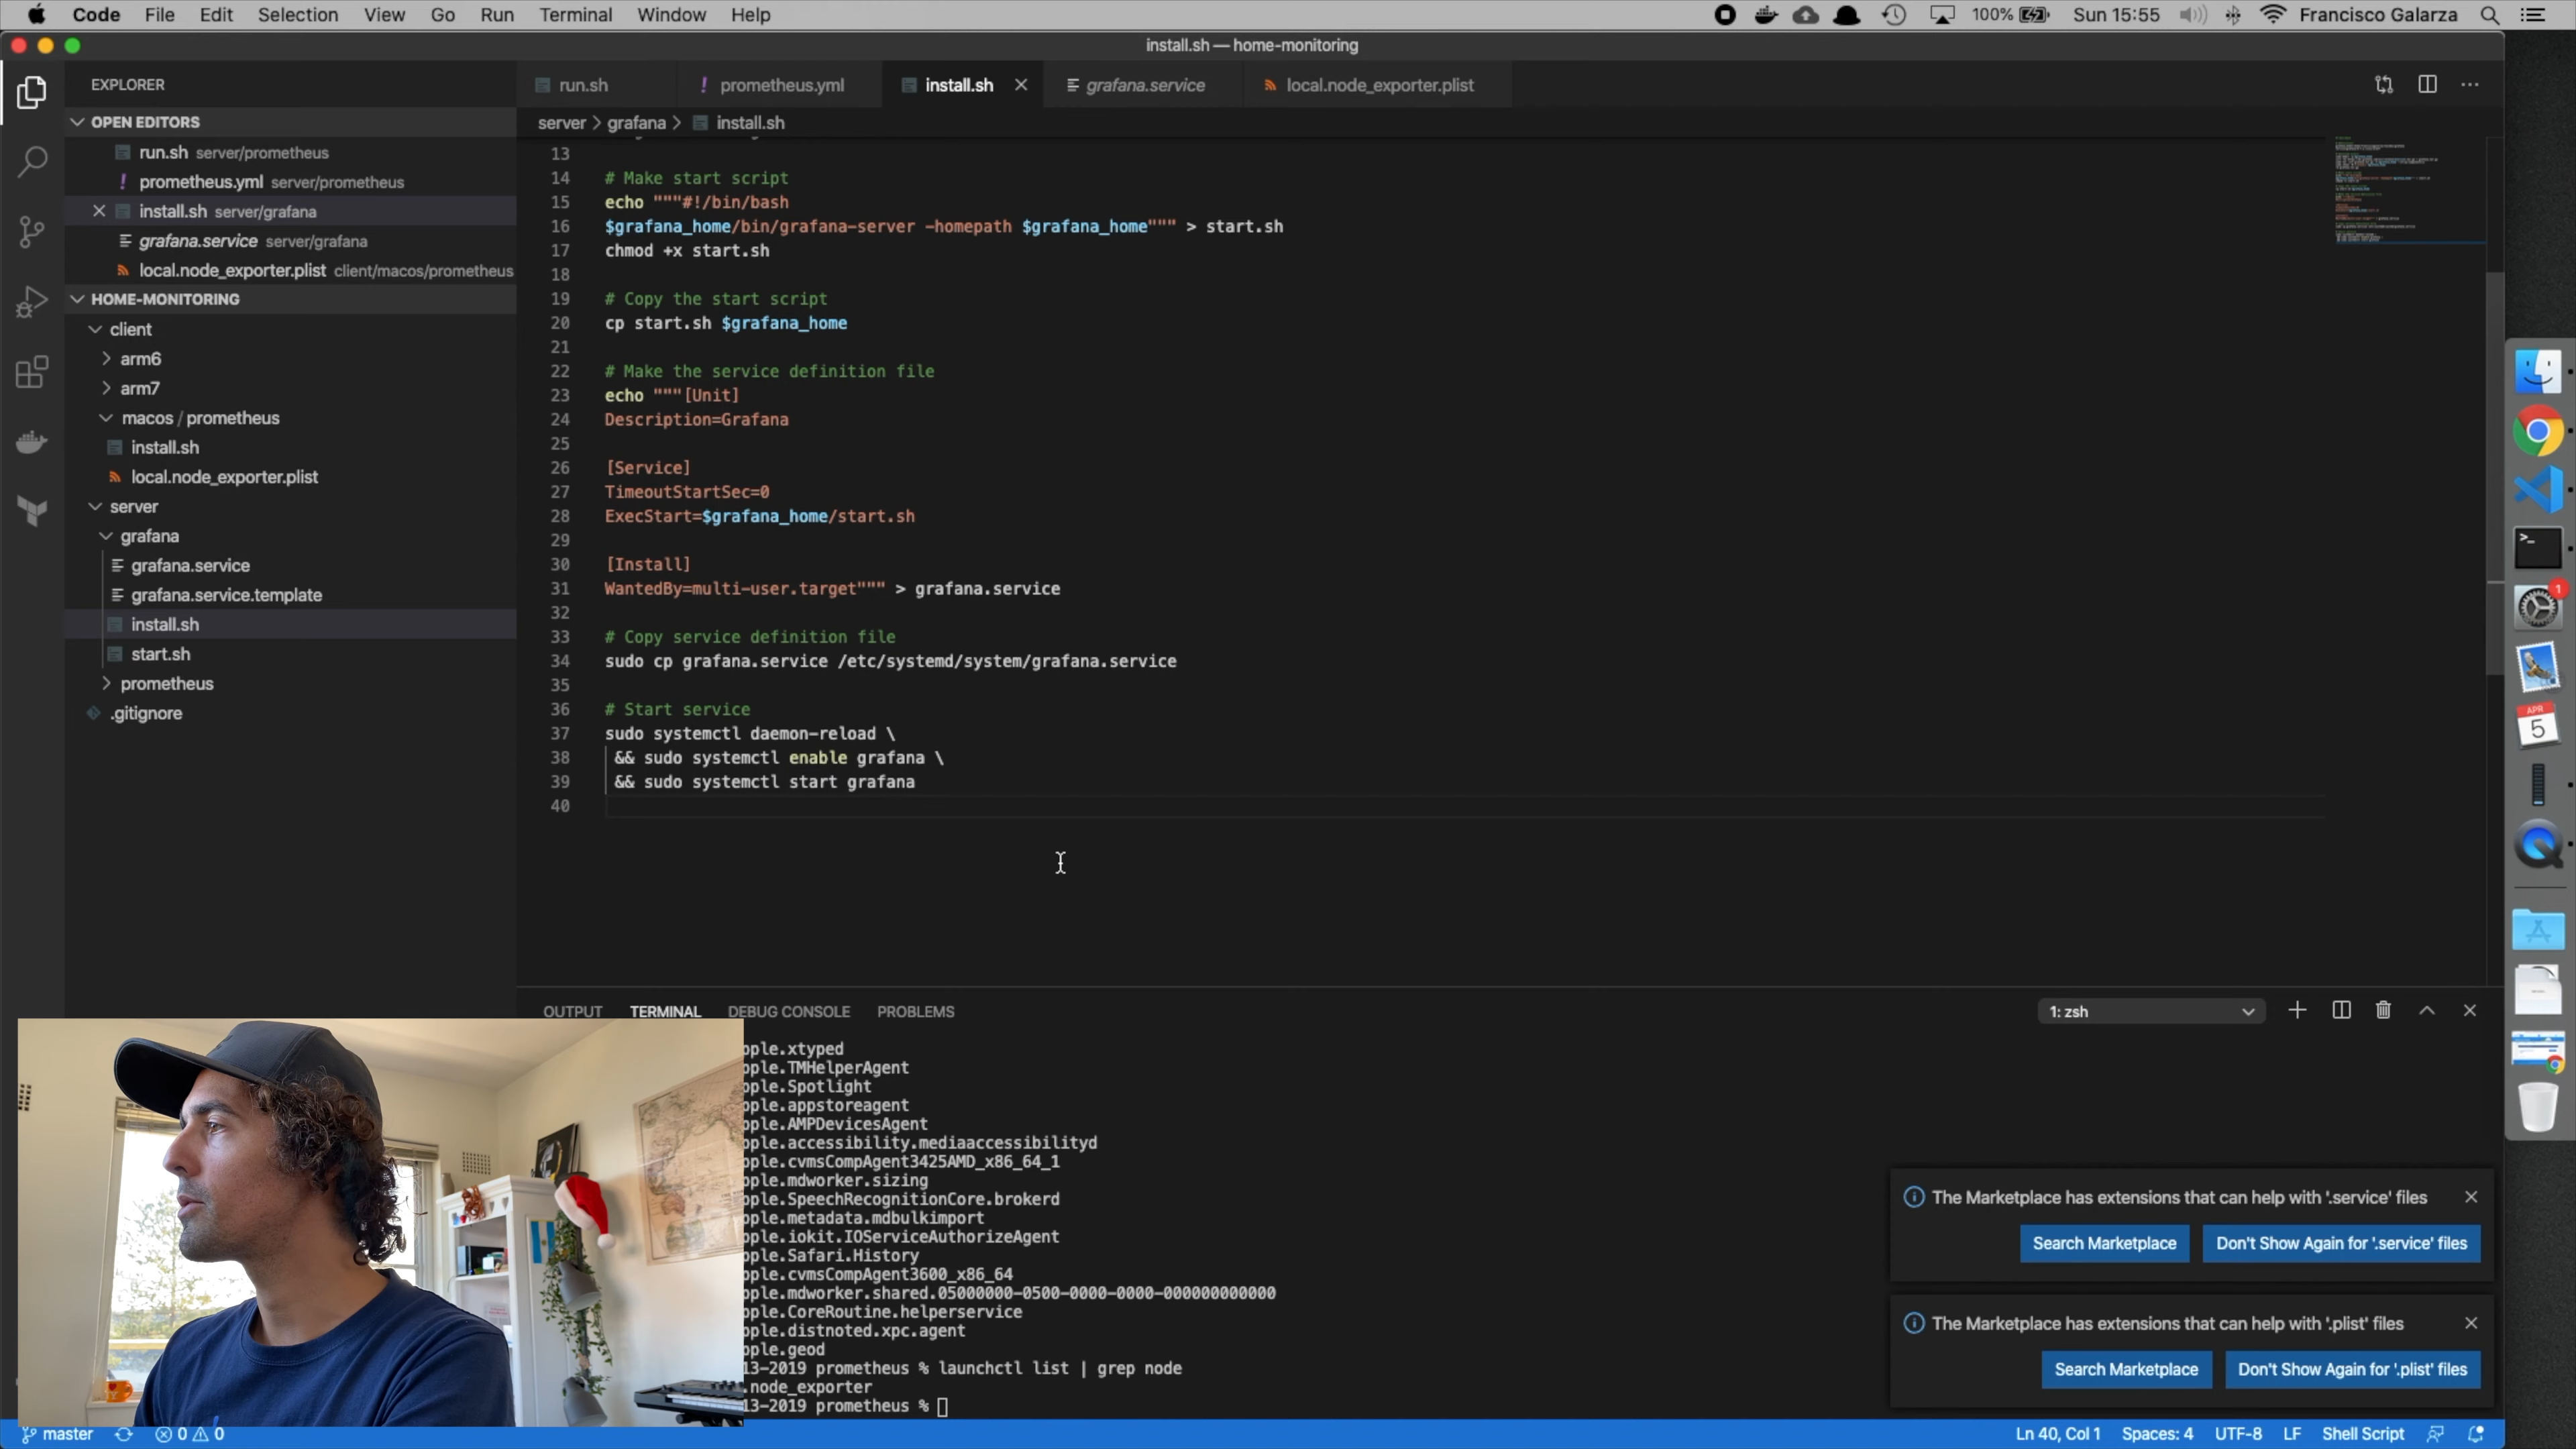 Code File Edit Selection View Go Run Terminal Window Help
100% Sun 15:55 Francisco Galarza
install.sh — home-monitoring
EXPLORER
OPEN EDITORS
run.sh server/prometheus
! prometheus.yml server/prometheus
install.sh server/grafana
grafana.service server/grafana
local.node_exporter.plist client/macos/prometheus
HOME-MONITORING
client
arm6
arm7
macos / prometheus
install.sh
local.node_exporter.plist
server
grafana
grafana.service
grafana.service.template
install.sh
start.sh
prometheus
.gitignore
run.sh ! prometheus.yml install.sh grafana.service local.node_exporter.plist
server > grafana > install.sh
13
14 # Make start script
15 echo """#!/bin/bash
16 $grafana_home/bin/grafana-server -homepath $grafana_home""" > start.sh
17 chmod +x start.sh
18
19 # Copy the start script
20 cp start.sh $grafana_home
21
22 # Make the service definition file
23 echo """[Unit]
24 Description=Grafana
25
26 [Service]
27 TimeoutStartSec=0
28 ExecStart=$grafana_home/start.sh
29
30 [Install]
31 WantedBy=multi-user.target""" > grafana.service
32
33 # Copy service definition file
34 sudo cp grafana.service /etc/systemd/system/grafana.service
35
36 # Start service
37 sudo systemctl daemon-reload \
38 && sudo systemctl enable grafana \
39 && sudo systemctl start grafana
40
OUTPUT TERMINAL DEBUG CONSOLE PROBLEMS
1: zsh
pple.xtyped
pple.TMHelperAgent
pple.Spotlight
pple.appstoreagent
pple.AMPDevicesAgent
pple.accessibility.mediaaccessibilityd
pple.cvmsCompAgent3425AMD_x86_64_1
pple.mdworker.sizing
pple.SpeechRecognitionCore.brokerd
pple.metadata.mdbulkimport
pple.iokit.IOServiceAuthorizeAgent
pple.Safari.History
pple.cvmsCompAgent3600_x86_64
pple.mdworker.shared.05000000-0500-0000-0000-000000000000
pple.CoreRoutine.helperservice
pple.distnoted.xpc.agent
pple.geod
13-2019 prometheus % launchctl list | grep node
.node_exporter
13-2019 prometheus %
The Marketplace has extensions that can help with '.service' files
Search Marketplace
Don't Show Again for '.service' files
The Marketplace has extensions that can help with '.plist' files
Search Marketplace
Don't Show Again for '.plist' files
1
APR
5
master 0 0
Ln 40, Col 1 Spaces: 4 UTF-8 LF Shell Script